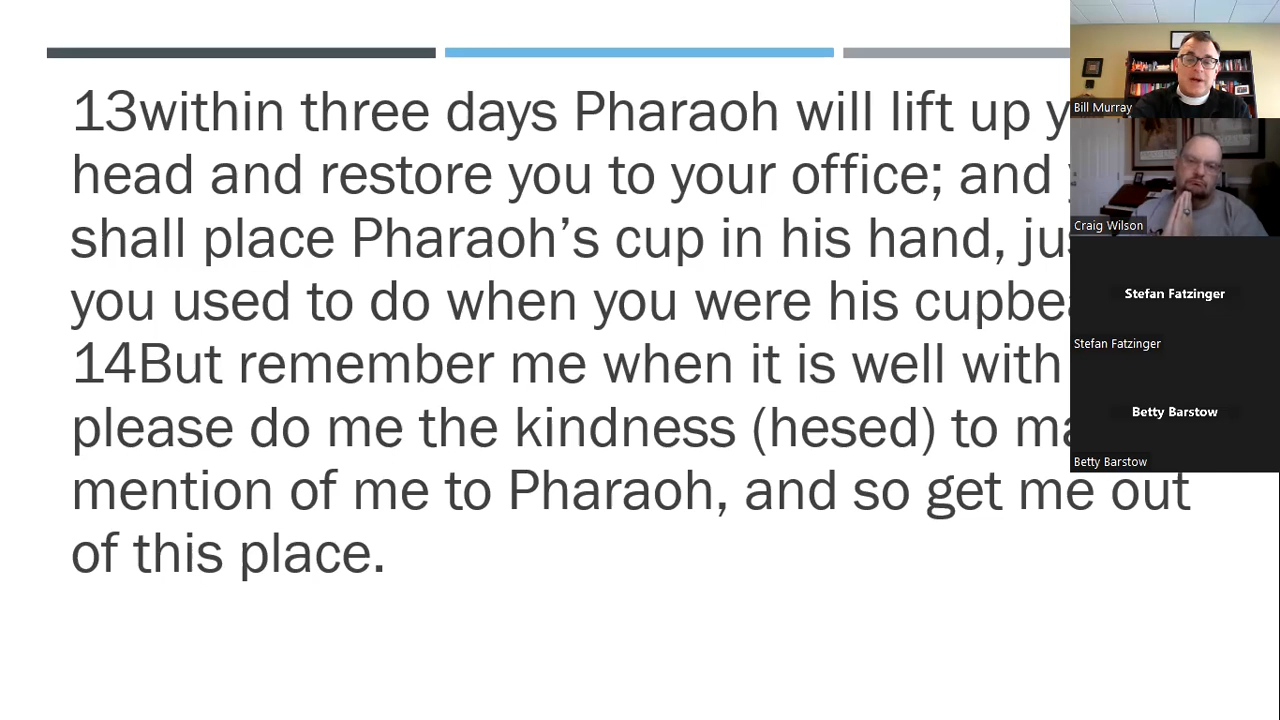 13within three days Pharaoh will lift up
head and restore you to your office; and
shall place Pharaoh’s cup in his hand,
you used to do when you were his
14But remember me when it is well with
please do me the kindness (hesed) to
mention of me to Pharaoh, and so get me out
of this place.
Bill Murray
Craig Wilson
Stefan Fatzinger
Stefan Fatzinger
Betty Barstow
Betty Barstow